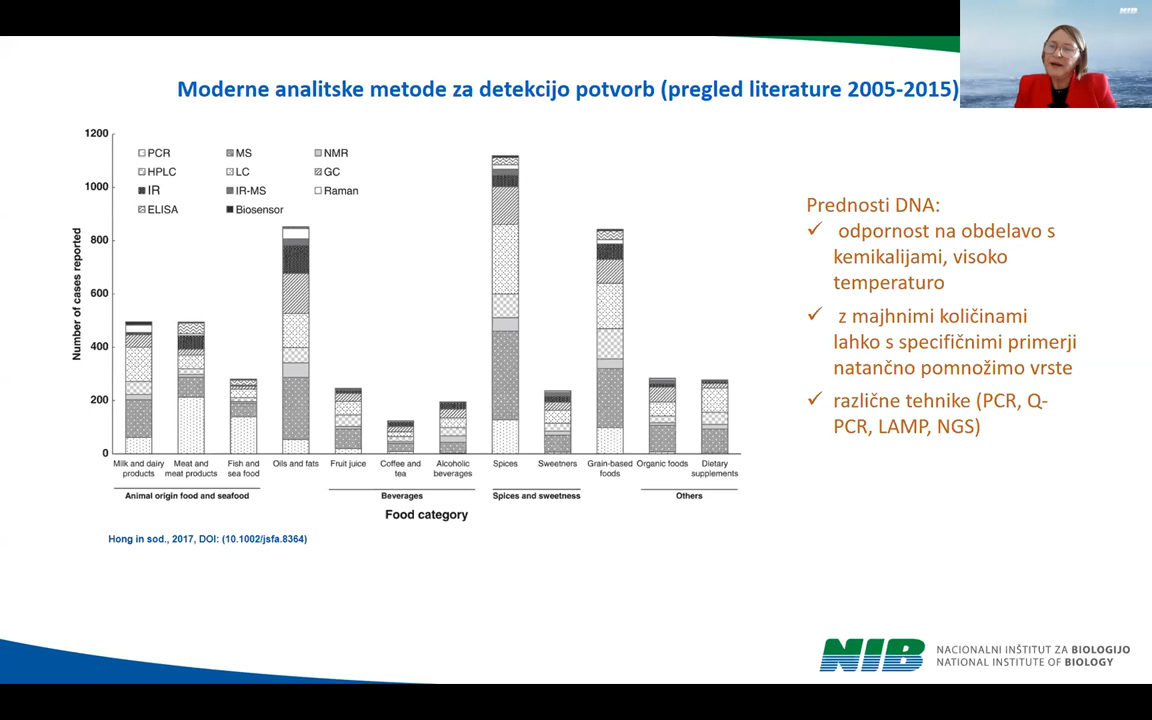 NIB
Moderne analitske metode za detekcijo potvorb (pregled literature 2005-2015)
1200
1000
800
600
400
200
0
Number of cases reported
PCR
MS
NMR
HPLC
LC
GC
IR
IR-MS
Raman
ELISA
Biosensor
Milk and dairy products
Meat and meat products
Fish and sea food
Oils and fats
Fruit juice
Coffee and tea
Alcoholic beverages
Spices
Sweetners
Grain-based foods
Organic foods
Dietary supplements
Animal origin food and seafood
Beverages
Spices and sweetness
Others
Food category
Hong in sod., 2017, DOI: (10.1002/jsfa.8364)
Prednosti DNA:
✓ odpornost na obdelavo s
kemikalijami, visoko
temperaturo
✓ z majhnimi količinami
lahko s specifičnimi primerji
natančno pomnožimo vrste
✓ različne tehnike (PCR, Q-
PCR, LAMP, NGS)
NIB
NACIONALNI INŠTITUT ZA BIOLOGIJO
NATIONAL INSTITUTE OF BIOLOGY